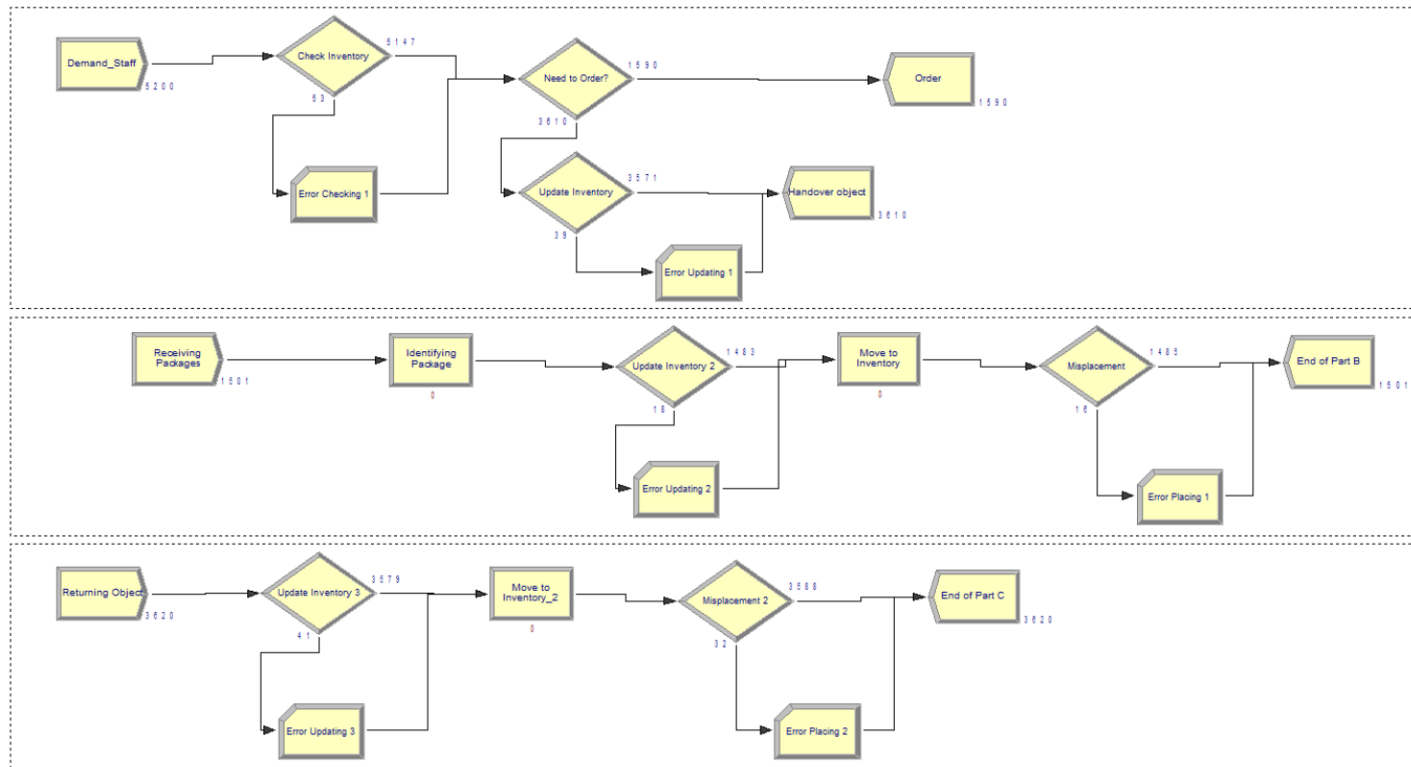 Demand_Staff
5200
Check Inventory
5147
53
Error Checking 1
Need to Order?
1590
3610
Order
1590
Update Inventory
3571
39
Error Updating 1
Handover object
3610
Receiving
Packages
1501
Identifying
Package
0
Update Inventory 2
1483
18
Error Updating 2
Move to
Inventory
0
Misplacement
1485
16
Error Placing 1
End of Part B
1501
Returning Object
3620
Update Inventory 3
3579
41
Error Updating 3
Move to
Inventory_2
0
Misplacement 2
3588
32
Error Placing 2
End of Part C
3620